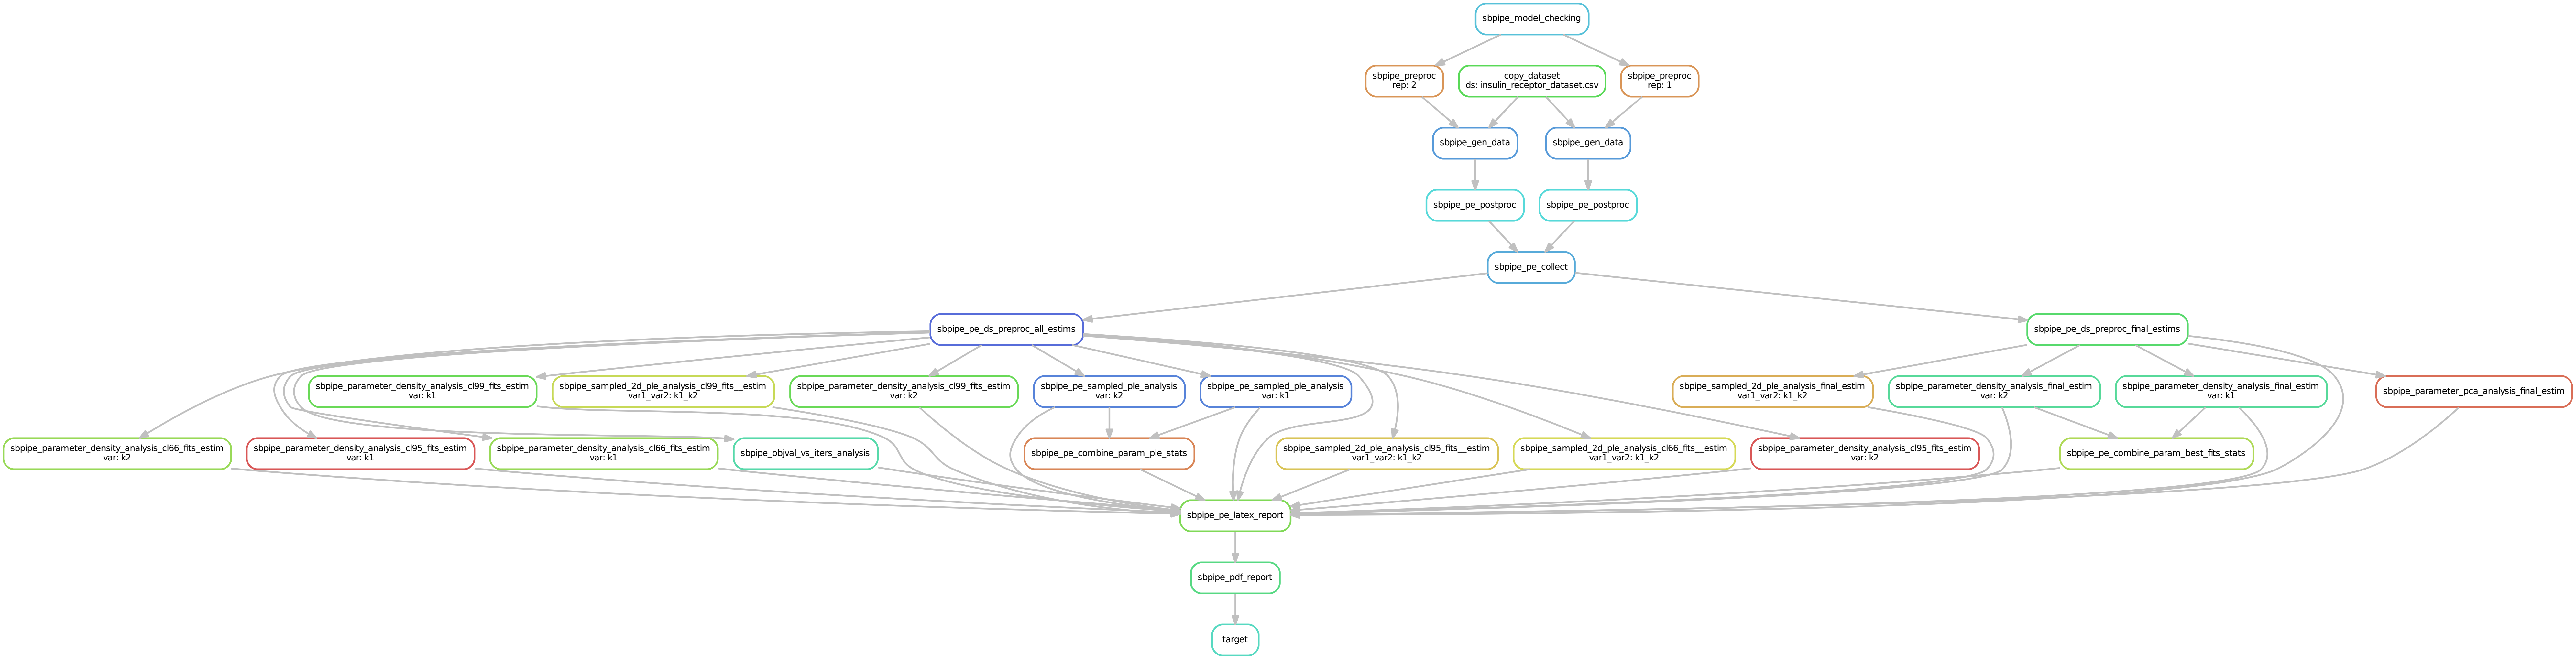 sbpipe_model_checking
sbpipe_preproc
rep: 2
copy_dataset
ds: insulin_receptor_dataset.csv
sbpipe_preproc
rep: 1
sbpipe_gen_data
sbpipe_gen_data
sbpipe_pe_postproc
sbpipe_pe_postproc
sbpipe_pe_collect
sbpipe_pe_ds_preproc_all_estims
sbpipe_pe_ds_preproc_final_estims
sbpipe_parameter_density_analysis_cl99_fits_estim
var: k1
sbpipe_sampled_2d_ple_analysis_cl99_fits__estim
var1_var2: k1_k2
sbpipe_parameter_density_analysis_cl99_fits_estim
var: k2
sbpipe_pe_sampled_ple_analysis
var: k2
sbpipe_pe_sampled_ple_analysis
var: k1
sbpipe_sampled_2d_ple_analysis_final_estim
var1_var2: k1_k2
sbpipe_parameter_density_analysis_final_estim
var: k2
sbpipe_parameter_density_analysis_final_estim
var: k1
sbpipe_parameter_pca_analysis_final_estim
sbpipe_parameter_density_analysis_cl66_fits_estim
var: k2
sbpipe_parameter_density_analysis_cl95_fits_estim
var: k1
sbpipe_parameter_density_analysis_cl66_fits_estim
var: k1
sbpipe_objval_vs_iters_analysis
sbpipe_pe_combine_param_ple_stats
sbpipe_sampled_2d_ple_analysis_cl95_fits__estim
var1_var2: k1_k2
sbpipe_sampled_2d_ple_analysis_cl66_fits__estim
var1_var2: k1_k2
sbpipe_parameter_density_analysis_cl95_fits_estim
var: k2
sbpipe_pe_combine_param_best_fits_stats
sbpipe_pe_latex_report
sbpipe_pdf_report
target